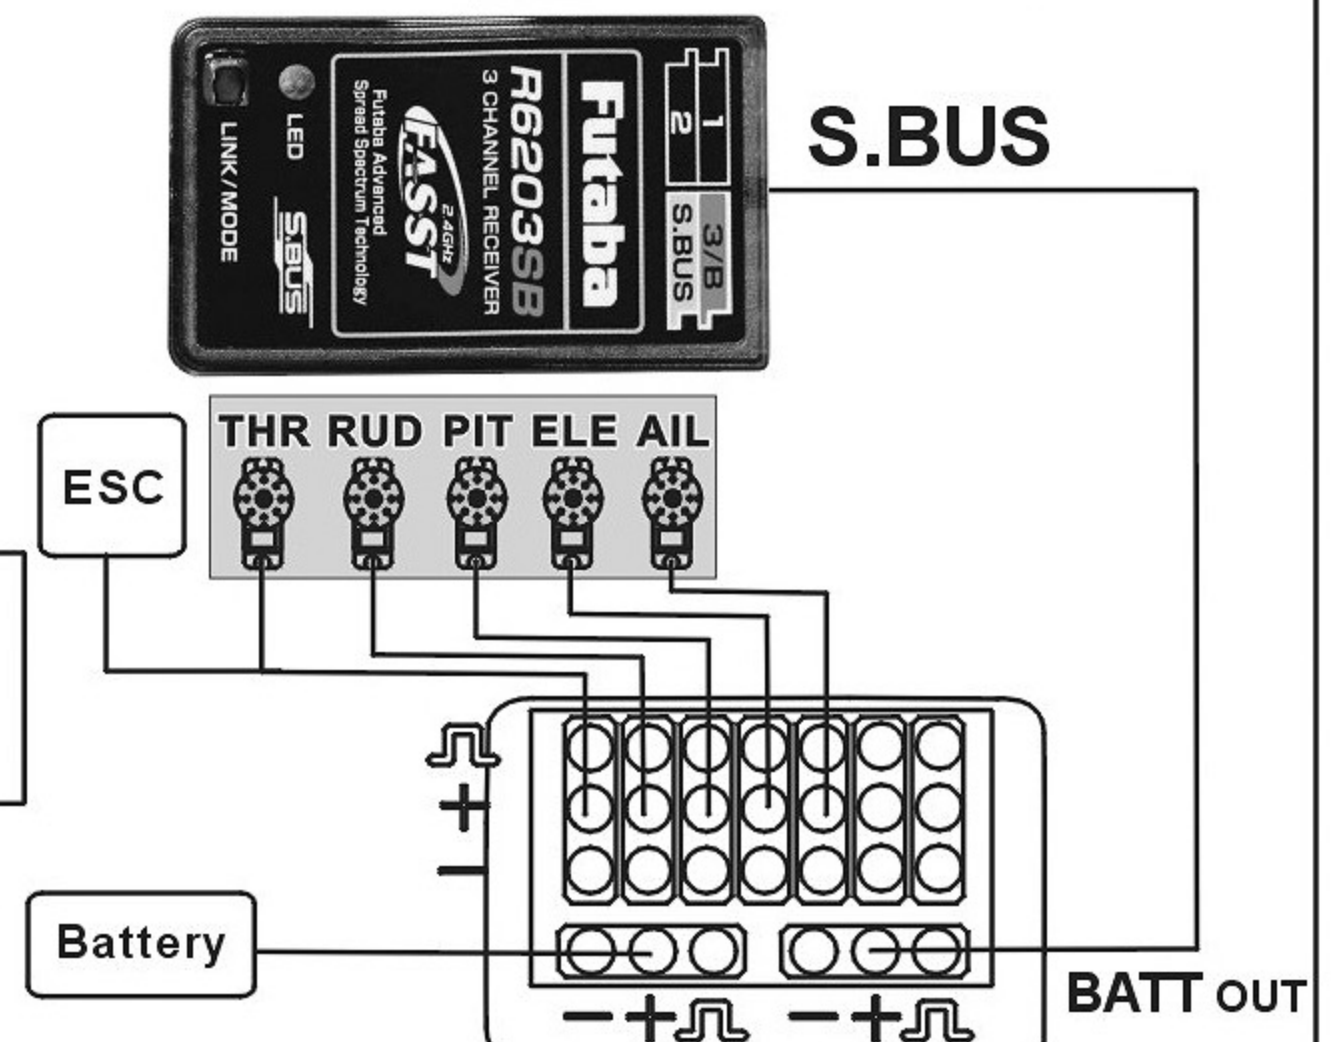 LINK/MODE
LED
S.BUS
Futaba Advanced
Spread Spectrum Technology
FASST
2.4GHz
3 CHANNEL RECEIVER
R6203SB
Futaba
1
2
3/B
S.BUS
S.BUS
ESC
THR RUD PIT ELE AIL
+
−
Battery
− + − +
BATT OUT